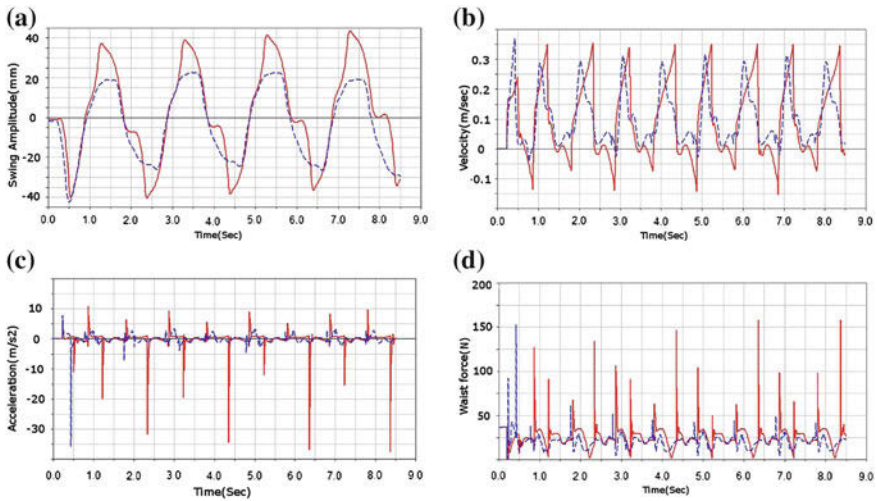 (a)
40
20
0
-20
-40
Swing Amplitude(mm)
0.0 1.0 2.0 3.0 4.0 5.0 6.0 7.0 8.0 9.0
Time(Sec)
(b)
0.3
0.2
0.1
0
-0.1
Velocity(m/sec)
0.0 1.0 2.0 3.0 4.0 5.0 6.0 7.0 8.0 9.0
Time(Sec)
(c)
10
0
-10
-20
-30
Acceleration( m/s2)
0.0 1.0 2.0 3.0 4.0 5.0 6.0 7.0 8.0 9.0
Time(Sec)
(d)
200
150
100
50
Waist force(N)
0.0 1.0 2.0 3.0 4.0 5.0 6.0 7.0 8.0 9.0
Time(Sec)